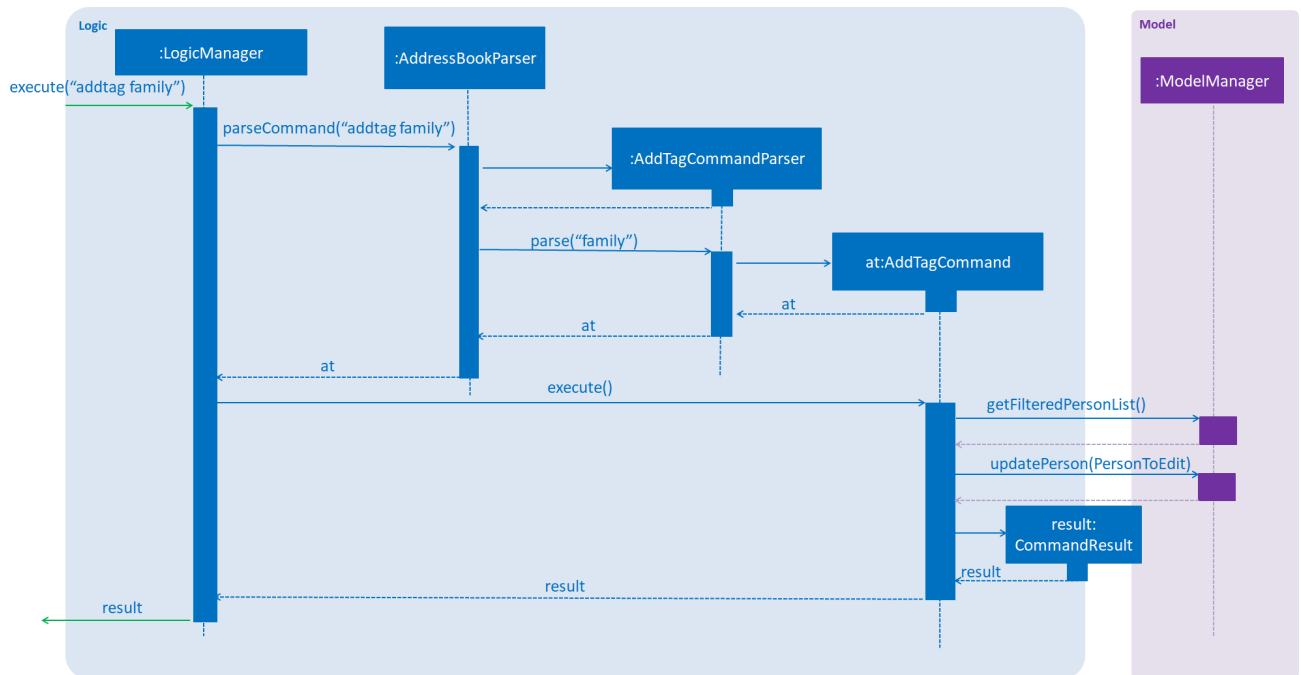 Logic
Model
:LogicManager
:AddressBookParser
:ModelManager
execute(“addtag family”)
parseCommand(“addtag family”)
:AddTagCommandParser
parse(“family”)
at:AddTagCommand
at
at
at
execute()
getFilteredPersonList()
updatePerson(PersonToEdit)
result:
CommandResult
result
result
result